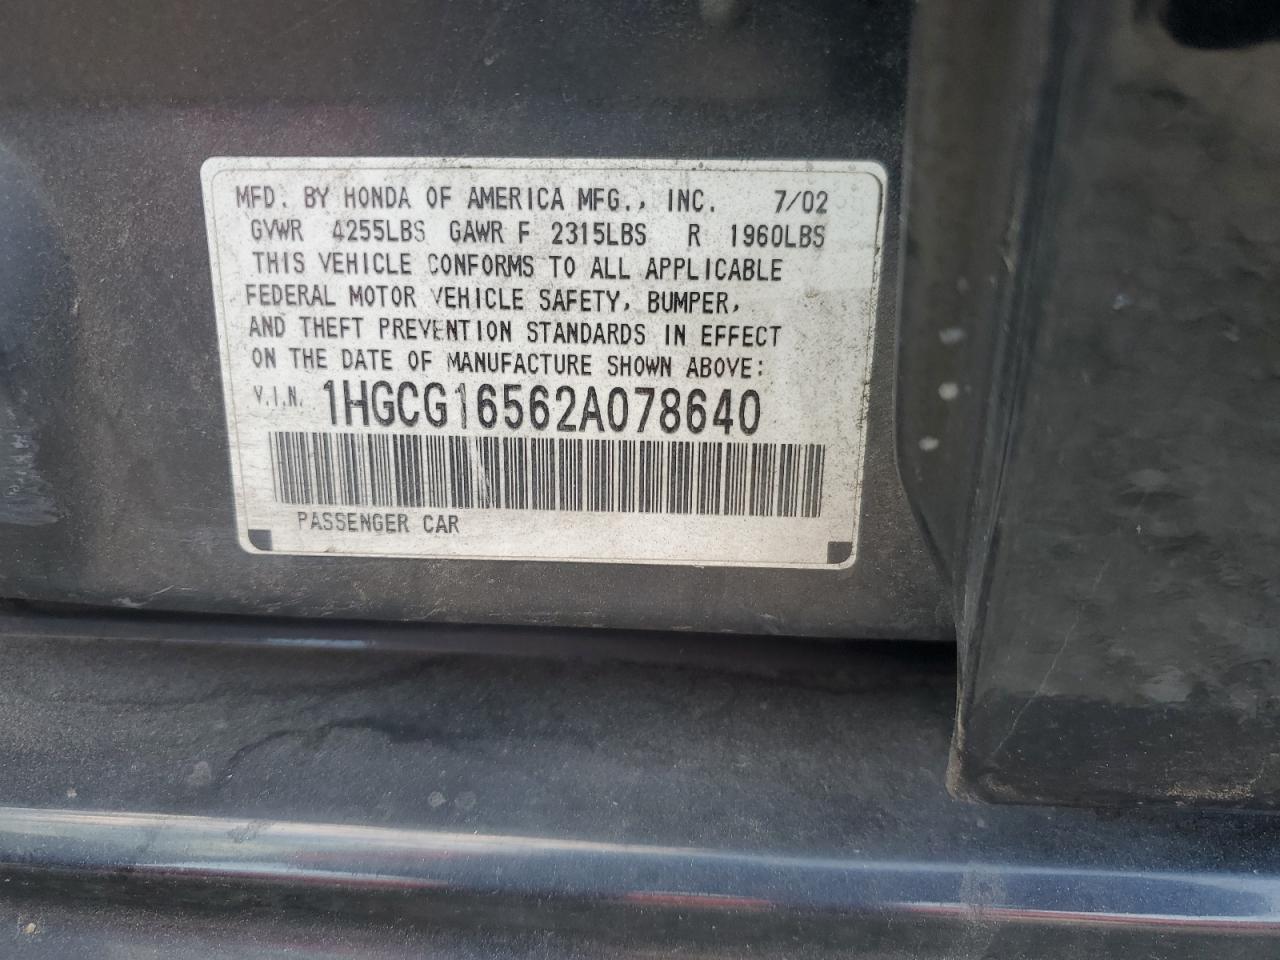 MFD. BY HONDA OF AMERICA MFG., INC. 7/02
GVWR 4255LBS GAWR F 2315LBS R 1960LBS
THIS VEHICLE CONFORMS TO ALL APPLICABLE
FEDERAL MOTOR VEHICLE SAFETY, BUMPER,
AND THEFT PREVENTION STANDARDS IN EFFECT
ON THE DATE OF MANUFACTURE SHOWN ABOVE:
V.I.N. 1HGCG16562A078640
PASSENGER CAR